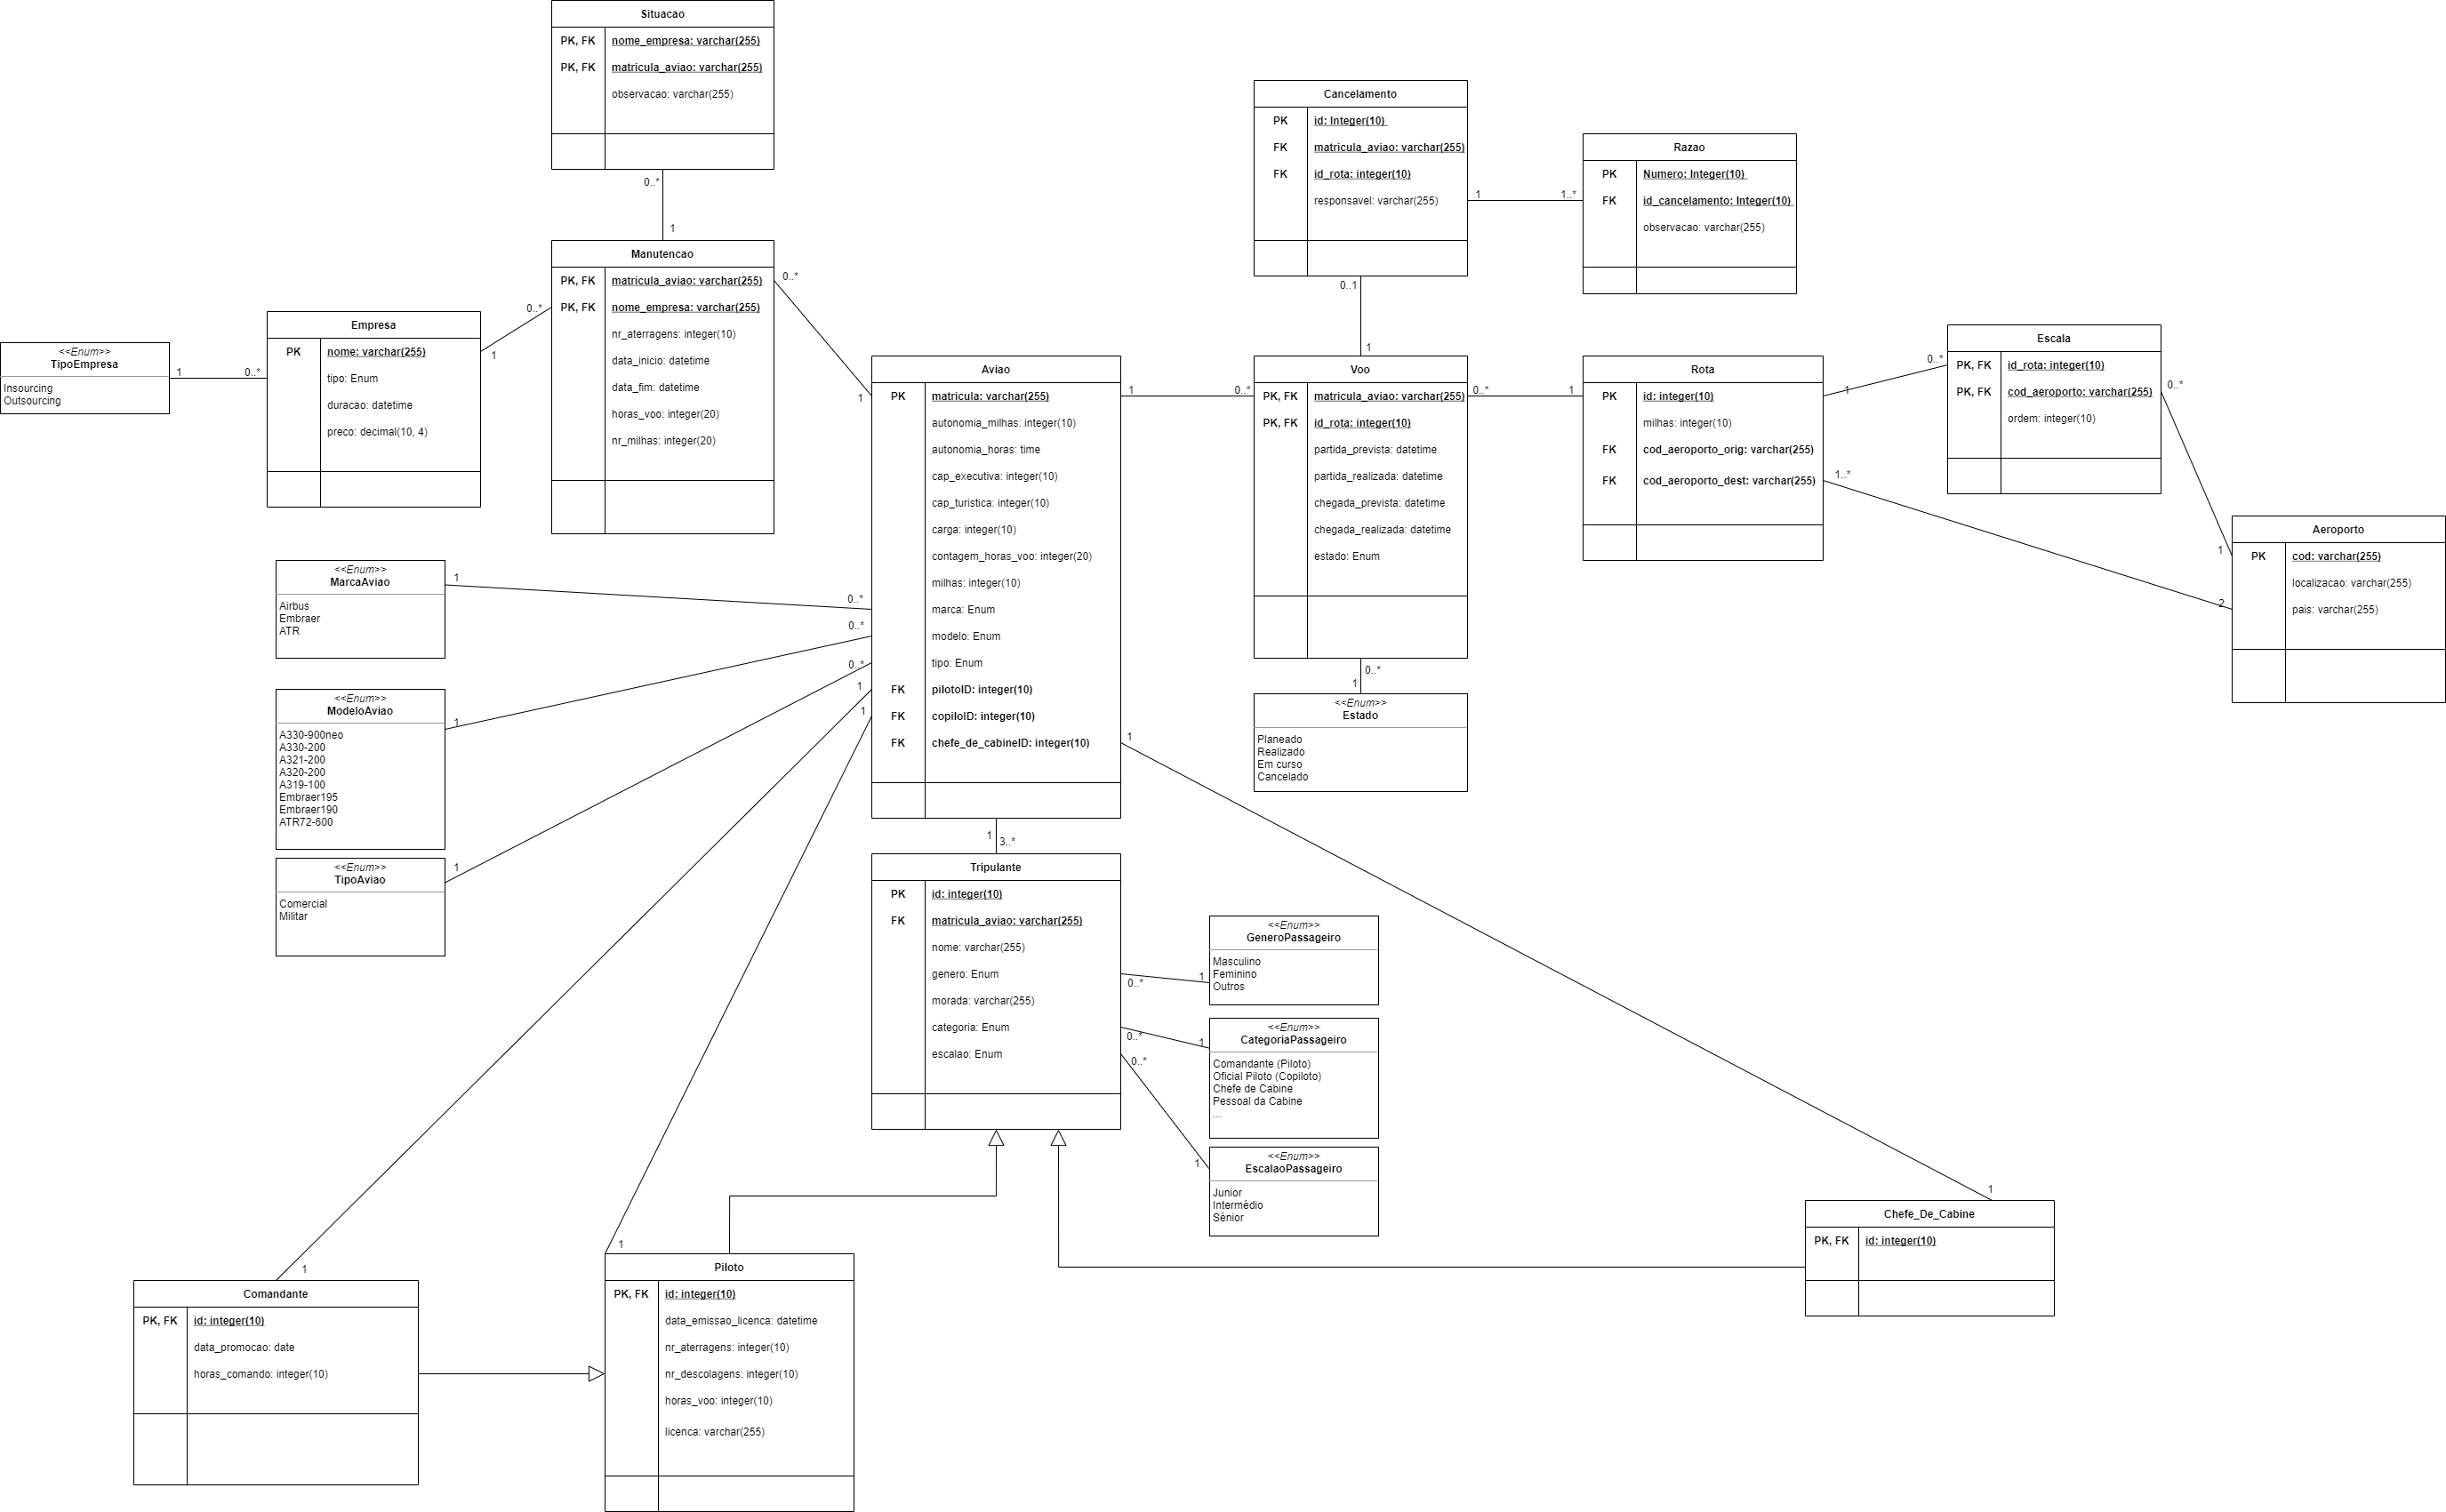 Situacao
PK, FK nome_empresa: varchar(255)
PK, FK matricula_aviao: varchar(255)
observacao: varchar(255)
0..*
1
Manutencao
PK, FK matricula_aviao: varchar(255)
PK, FK nome_empresa: varchar(255)
nr_aterragens: integer(10)
data_inicio: datetime
data_fim: datetime
horas_voo: integer(20)
nr_milhas: integer(20)
0..*
1
0..*
1
Empresa
PK nome: varchar(255)
tipo: Enum
duracao: datetime
preco: decimal(10, 4)
1
0..*
<<Enum>>
TipoEmpresa
Insourcing
Outsourcing
Cancelamento
PK id: Integer(10)
FK matricula_aviao: varchar(255)
FK id_rota: integer(10)
responsavel: varchar(255)
1
1..*
Razao
PK Numero: Integer(10)
FK id_cancelamento: Integer(10)
observacao: varchar(255)
0..1
1
Aviao
PK matricula: varchar(255)
autonomia_milhas: integer(10)
autonomia_horas: time
cap_executiva: integer(10)
cap_turistica: integer(10)
carga: integer(10)
contagem_horas_voo: integer(20)
milhas: integer(10)
marca: Enum
modelo: Enum
tipo: Enum
FK pilotoID: integer(10)
FK copiloID: integer(10)
FK chefe_de_cabineID: integer(10)
1
0..*
Voo
PK, FK matricula_aviao: varchar(255)
PK, FK id_rota: integer(10)
partida_prevista: datetime
partida_realizada: datetime
chegada_prevista: datetime
chegada_realizada: datetime
estado: Enum
0..*
1
Rota
PK id: integer(10)
milhas: integer(10)
FK cod_aeroporto_orig: varchar(255)
FK cod_aeroporto_dest: varchar(255)
1
0..*
Escala
PK, FK id_rota: integer(10)
PK, FK cod_aeroporto: varchar(255)
ordem: integer(10)
0..*
1
1..*
2
Aeroporto
PK cod: varchar(255)
localizacao: varchar(255)
pais: varchar(255)
0..*
1
<<Enum>>
Estado
Planeado
Realizado
Em curso
Cancelado
<<Enum>>
MarcaAviao
Airbus
Embraer
ATR
1
0..*
<<Enum>>
ModeloAviao
A330-900neo
A330-200
A321-200
A320-200
A319-100
Embraer195
Embraer190
ATR72-600
1
0..*
<<Enum>>
TipoAviao
Comercial
Militar
1
0..*
1
1
1
1
3..*
Tripulante
PK id: integer(10)
FK matricula_aviao: varchar(255)
nome: varchar(255)
genero: Enum
morada: varchar(255)
categoria: Enum
escalao: Enum
<<Enum>>
GeneroPassageiro
Masculino
Feminino
Outros
1
0..*
<<Enum>>
CategoriaPassageiro
Comandante (Piloto)
Oficial Piloto (Copiloto)
Chefe de Cabine
Pessoal da Cabine
...
1
0..*
0..*
1
<<Enum>>
EscalaoPassageiro
Junior
Intermédio
Sénior
1
Chefe_De_Cabine
PK, FK id: integer(10)
1
Piloto
PK, FK id: integer(10)
data_emissao_licenca: datetime
nr_aterragens: integer(10)
nr_descolagens: integer(10)
horas_voo: integer(10)
licenca: varchar(255)
1
Comandante
PK, FK id: integer(10)
data_promocao: date
horas_comando: integer(10)